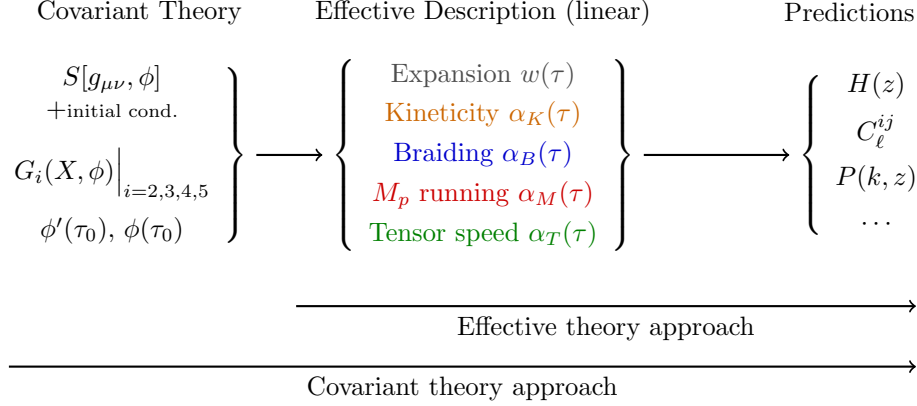 Covariant Theory
Effective Description (linear)
Predictions
S[g_{μν}, ϕ]
+initial cond.
G_i(X, ϕ)|_{i=2,3,4,5}
ϕ′(τ_0), ϕ(τ_0)
Expansion w(τ)
Kineticity α_K(τ)
Braiding α_B(τ)
M_p running α_M(τ)
Tensor speed α_T(τ)
H(z)
C_ℓ^{ij}
P(k, z)
...
Effective theory approach
Covariant theory approach